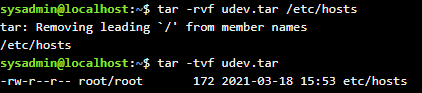 sysadmin@localhost:~$ tar -rvf udev.tar /etc/hosts
tar: Removing leading `/' from member names
/etc/hosts
sysadmin@localhost:~$ tar -tvf udev.tar
-rw-r--r-- root/root       172 2021-03-18 15:53 etc/hosts